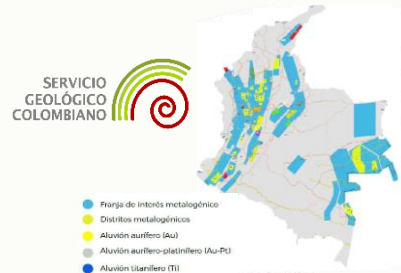 SERVICIO
GEOLÓGICO
COLOMBIANO
Franja de Interés metalogénico
Distritos metalogénicos
Aluvión aurífero (Au)
Aluvión aurífero-platinífero (Au-Pt)
Aluvión titanífero (Ti)